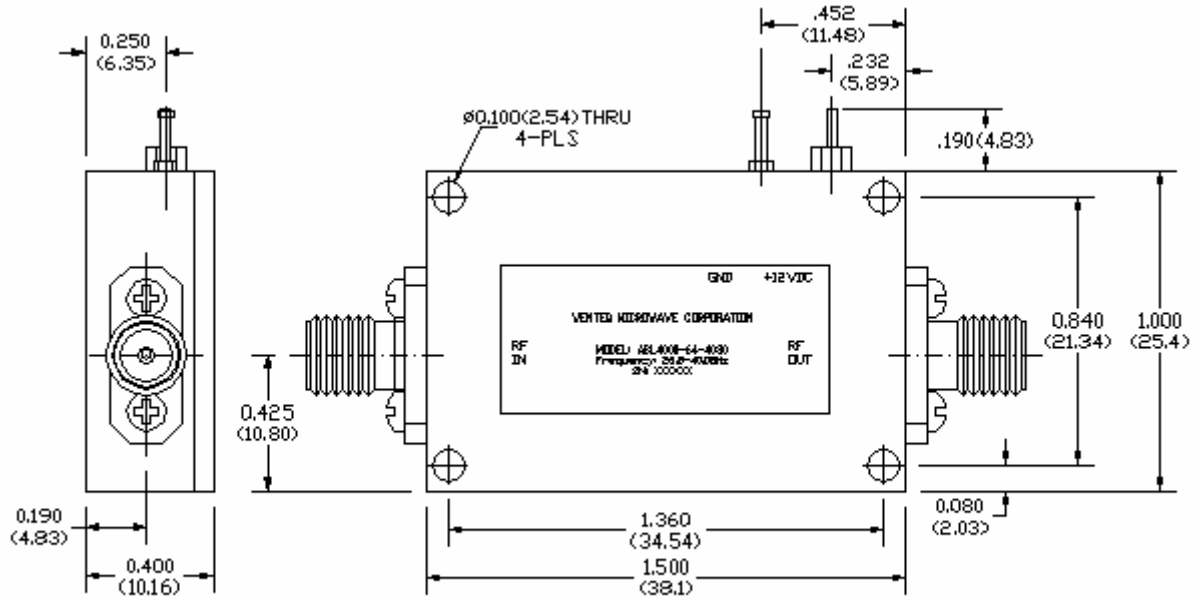 .452
(11.48)
0.250
(6.35)
.232
(5.89)
ø0.100(2.54)THRU
4-PLS
.190(4.83)
GND +12VDC
MICROWAVE CORPORATION
RF
IN
MODEL:
Frequency:
RF
OUT
0.840
(21.34)
1.000
(25.4)
0.425
(10.80)
0.190
(4.83)
0.400
(10.16)
1.360
(34.54)
1.500
(38.1)
0.080
(2.03)